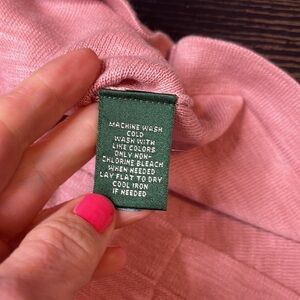 MACHINE WASH
COLD
WASH WITH
LIKE COLORS
ONLY NON-
CHLORINE BLEACH
WHEN NEEDED
LAY FLAT TO DRY
COOL IRON
IF NEEDED